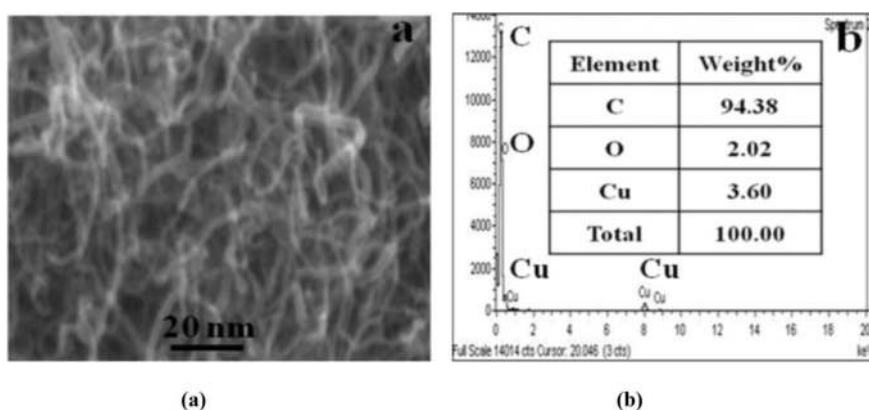 a
20 nm
14000
Spectrum 2
b
C
12000
10000
8000
6000
4000
2000
0
C
O
O
Element Weight%
C 94.38
O 2.02
Cu 3.60
Total 100.00
Cu
Cu
Cu
Cu
Cu
0 2 4 6 8 10 12 14 16 18 20
Full Scale 14014 cts Cursor: 20.046 (3 cts)
keV
(a) (b)